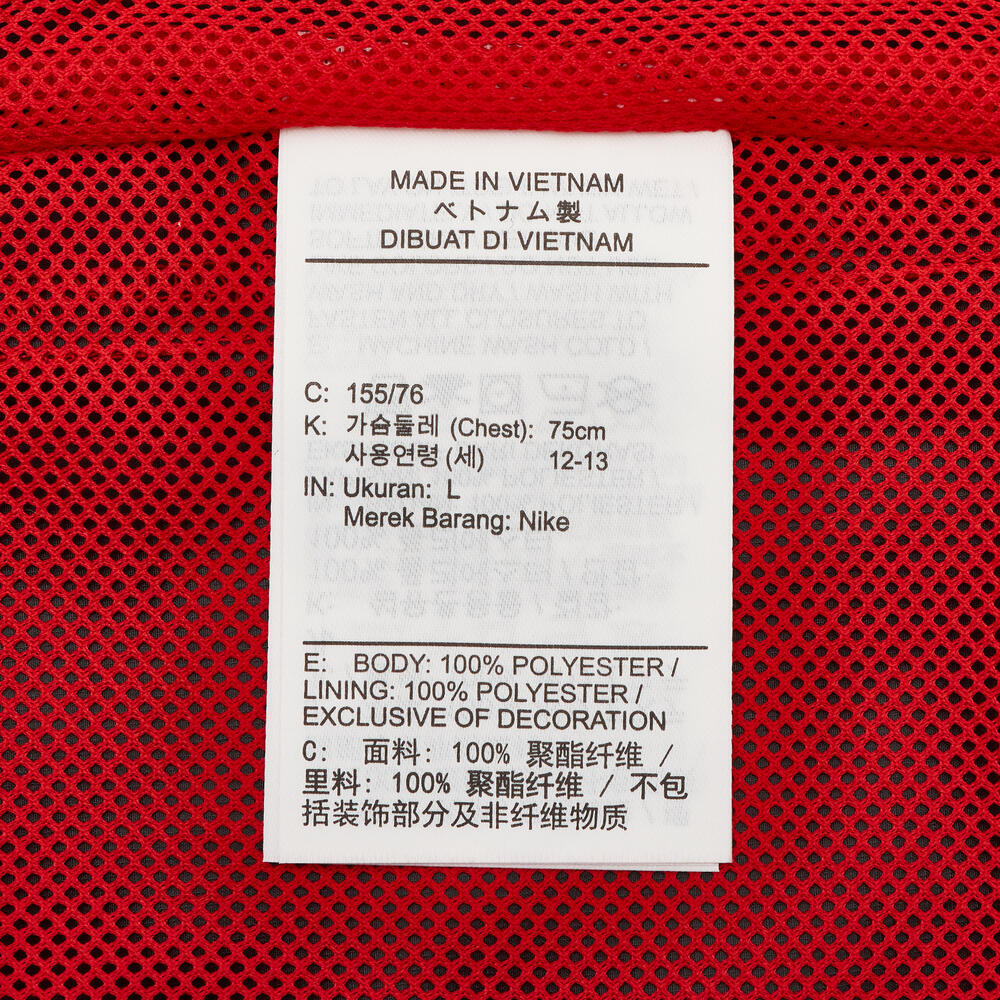 MADE IN VIETNAM
ベトナム製
DIBUAT DI VIETNAM
C: 155/76
K: 가슴둘레 (Chest): 75cm
사용연령 (세) 12-13
IN: Ukuran: L
Merek Barang: Nike
E: BODY: 100% POLYESTER /
LINING: 100% POLYESTER /
EXCLUSIVE OF DECORATION
C: 面料: 100% 聚酯纤维 /
里料: 100% 聚酯纤维 / 不包
括装饰部分及非纤维物质